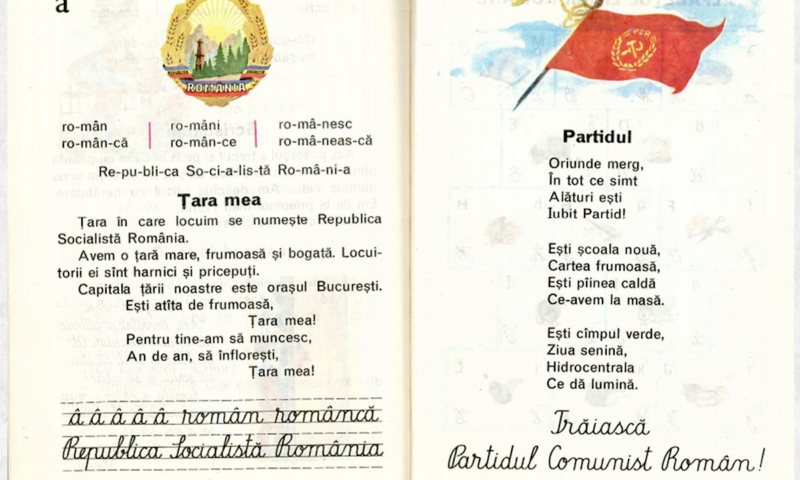 â
ROMÂNIA
ro-mân
ro-mân-că
ro-mâni
ro-mân-ce
ro-mâ-nesc
ro-mâ-neas-că
Re-pu-bli-ca So-ci-a-lis-tă Ro-mâ-ni-a
Țara mea
Țara în care locuim se numește Republica
Socialistă România.
Avem o țară mare, frumoasă și bogată. Locui-
torii ei sînt harnici și pricepuți.
Capitala țării noastre este orașul București.
Ești atîta de frumoasă,
Țara mea!
Pentru tine-am să muncesc,
An de an, să înflorești,
Țara mea!
â â â â â român româncă
Republica Socialistă România
PCR
Partidul
Oriunde merg,
În tot ce simt
Alături ești
Iubit Partid!
Ești școala nouă,
Cartea frumoasă,
Ești pîinea caldă
Ce-avem la masă.
Ești cîmpul verde,
Ziua senină,
Hidrocentrala
Ce dă lumină.
Trăiască
Partidul Comunist Român!